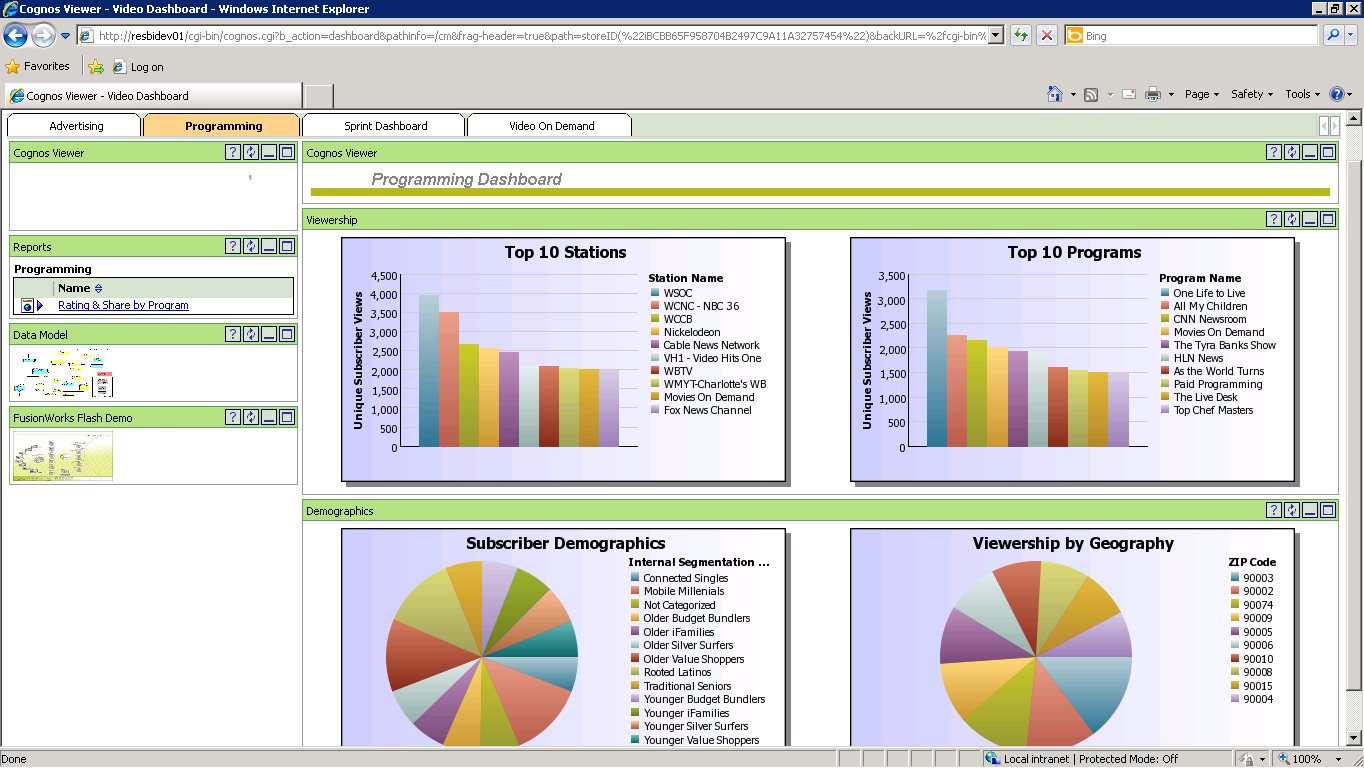 Cognos Viewer - Video Dashboard - Windows Internet Explorer
http://resbidev01/cgi-bin/cognos.cgi?b_action=dashboard&pathinfo=/cm&frag-header=true&path=storeID(%22iBCBB65F958704B2497C9A11A32757454%22)&backURL=%2fcgi-bin%
Bing
Favorites
Log on
Cognos Viewer - Video Dashboard
Page
Safety
Tools
Advertising
Programming
Sprint Dashboard
Video On Demand
Cognos Viewer
Reports
Programming
Name
Rating & Share by Program
Data Model
FusionWorks Flash Demo
Cognos Viewer
Programming Dashboard
Viewership
Top 10 Stations
Unique Subscriber Views
4,500
4,000
3,500
3,000
2,500
2,000
1,500
1,000
500
0
Station Name
WSOC
WCNC - NBC 36
WCCB
Nickelodeon
Cable News Network
VH1 - Video Hits One
WBTV
WMYT-Charlotte's WB
Movies On Demand
Fox News Channel
Top 10 Programs
Unique Subscriber Views
3,500
3,000
2,500
2,000
1,500
1,000
500
0
Program Name
One Life to Live
All My Children
CNN Newsroom
Movies On Demand
The Tyra Banks Show
HLN News
As the World Turns
Paid Programming
The Live Desk
Top Chef Masters
Demographics
Subscriber Demographics
Internal Segmentation ...
Connected Singles
Mobile Millenials
Not Categorized
Older Budget Bundlers
Older iFamilies
Older Silver Surfers
Older Value Shoppers
Rooted Latinos
Traditional Seniors
Younger Budget Bundlers
Younger iFamilies
Younger Silver Surfers
Younger Value Shoppers
Viewership by Geography
ZIP Code
90003
90002
90074
90009
90005
90006
90010
90008
90015
90004
Done
Local intranet | Protected Mode: Off
100%